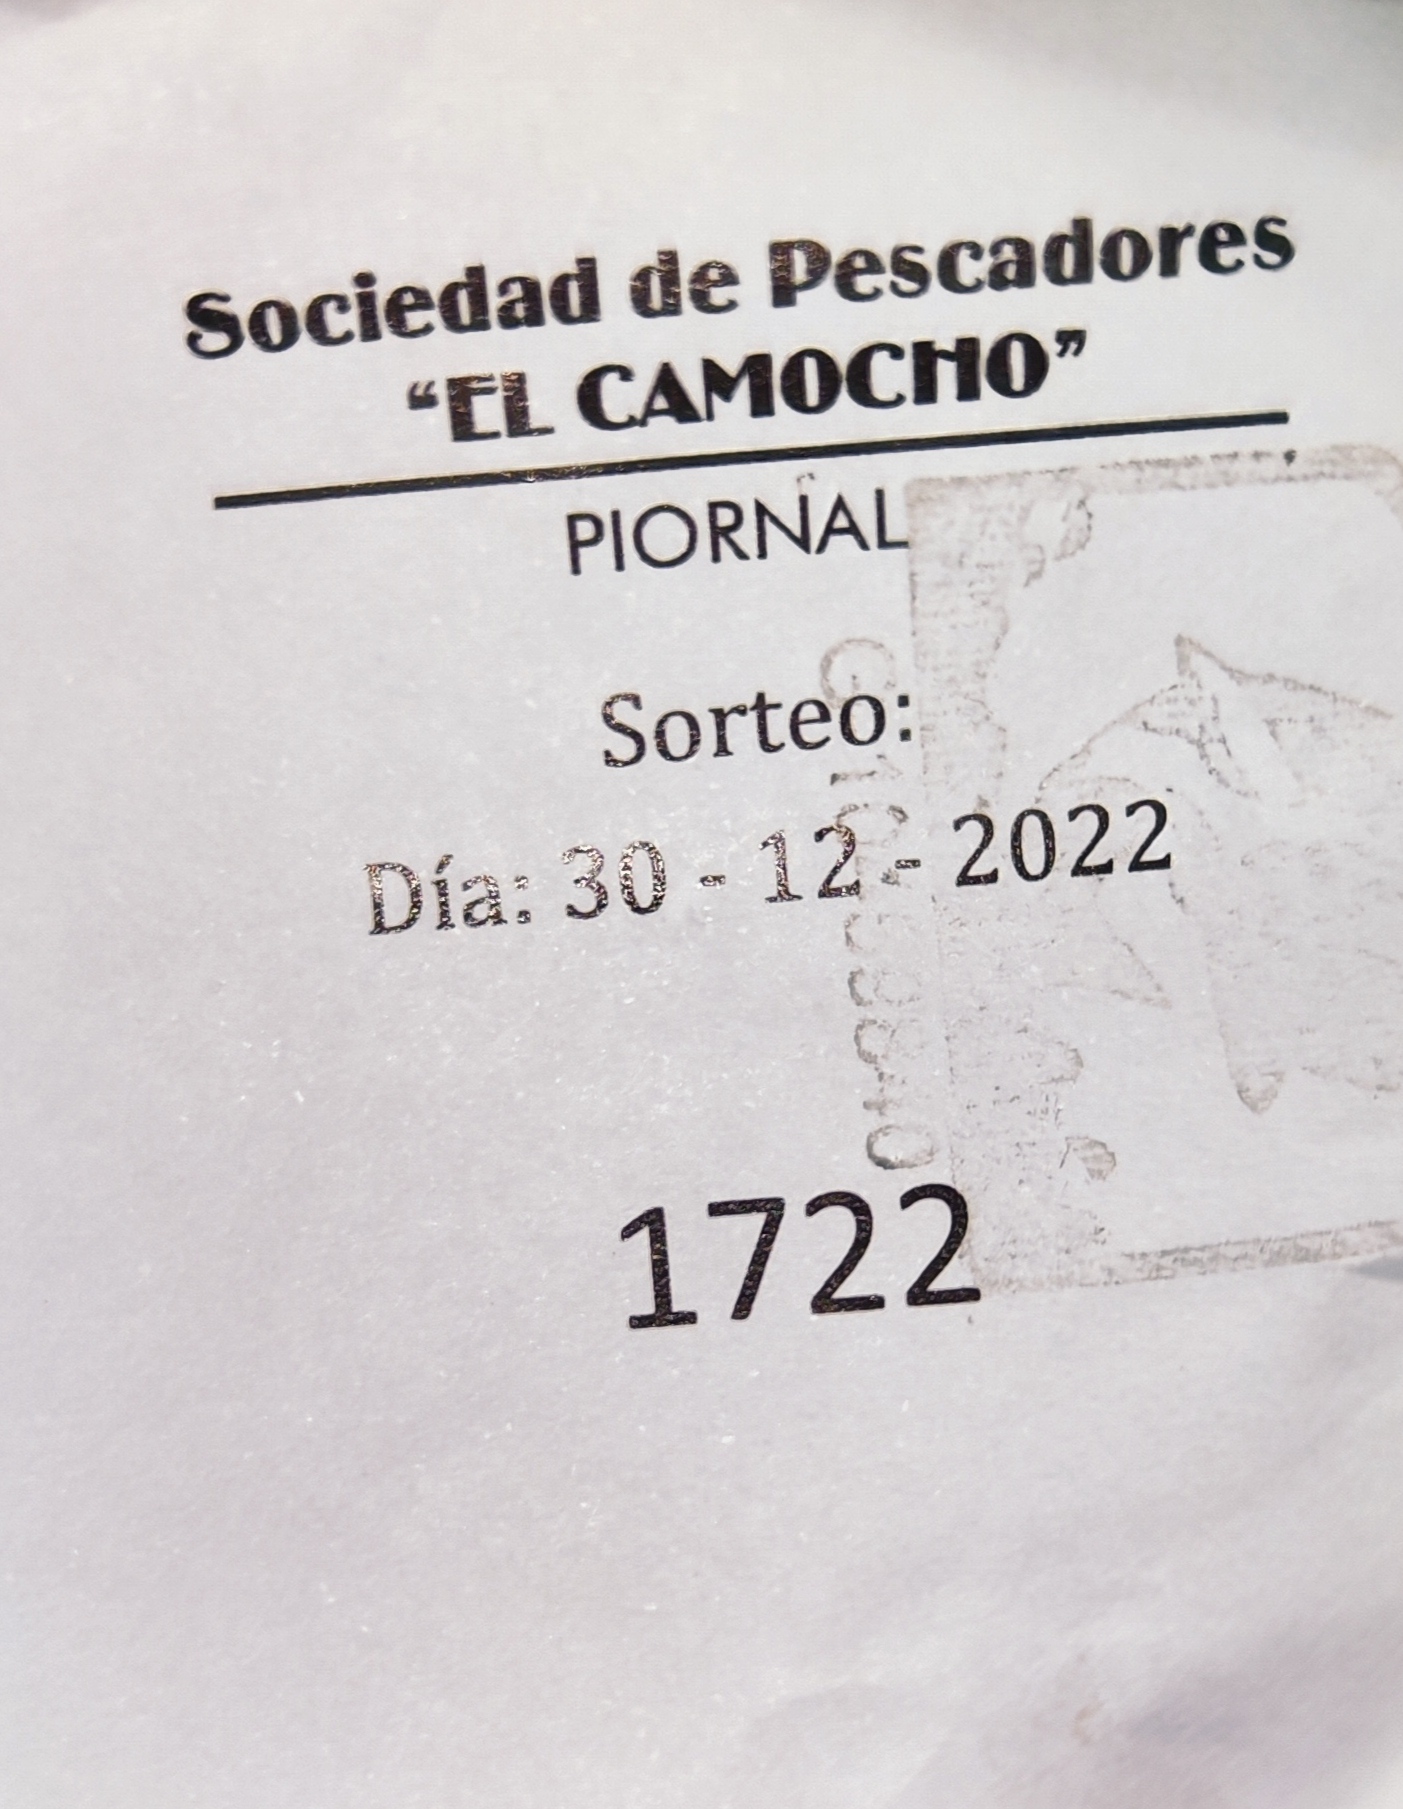 Sociedad de Pescadores
"EL CAMOCHO"
PIORNAL
Sorteo:
Día: 30 - 12 - 2022
1722